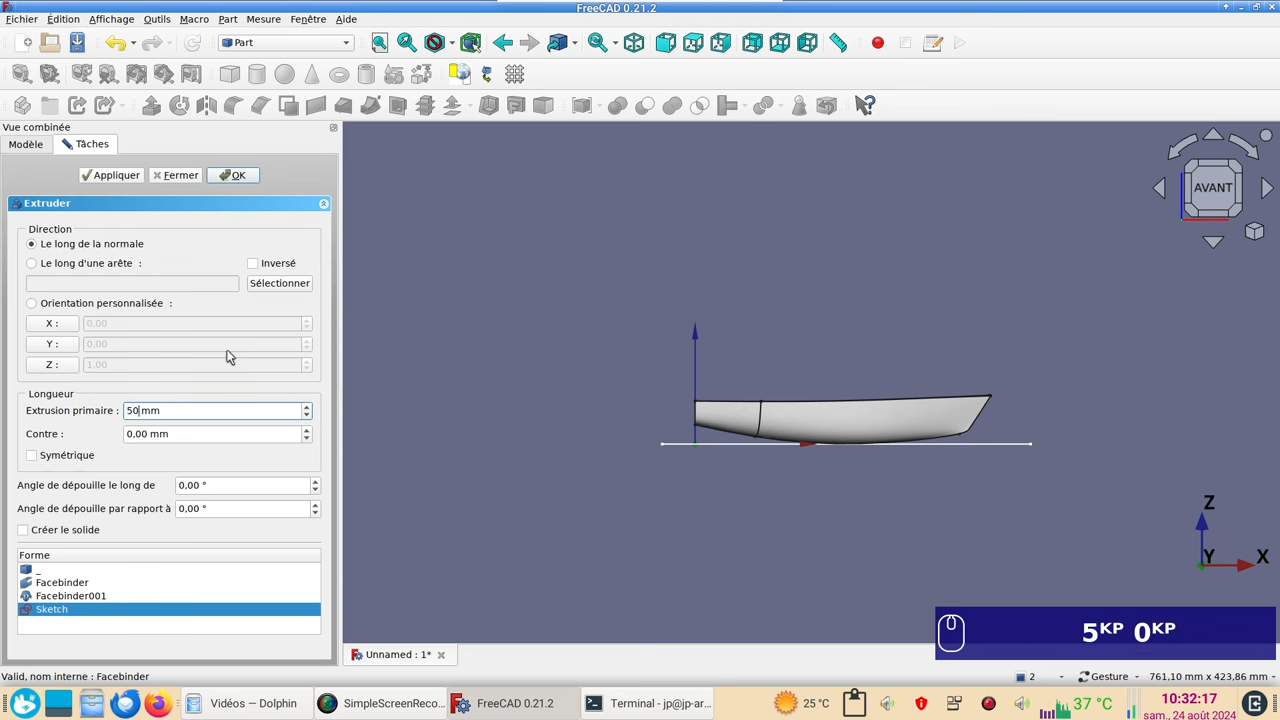 FreeCAD 0.21.2
Fichier Édition Affichage Outils Macro Part Mesure Fenêtre Aide
Part
Vue combinée
Modèle Tâches
Appliquer Fermer OK
Extruder
Direction
Le long de la normale
Le long d'une arête : Inversé
Sélectionner
Orientation personnalisée :
X : 0.00
Y : 0.00
Z : 1.00
Longueur
Extrusion primaire : 50 mm
Contre : 0,00 mm
Symétrique
Angle de dépouille le long de 0,00 °
Angle de dépouille par rapport à 0,00 °
Créer le solide
Forme
_
Facebinder
Facebinder001
Sketch
AVANT
Z
Y X
5KP 0KP
Unnamed : 1*
Valid, nom interne : Facebinder
2 Gesture 761,10 mm x 423,86 mm
Vidéos — Dolphin SimpleScreenReco... FreeCAD 0.21.2 Terminal - jp@jp-ar... 25 °C 37 °C 10:32:17
sam., 24 août 2024